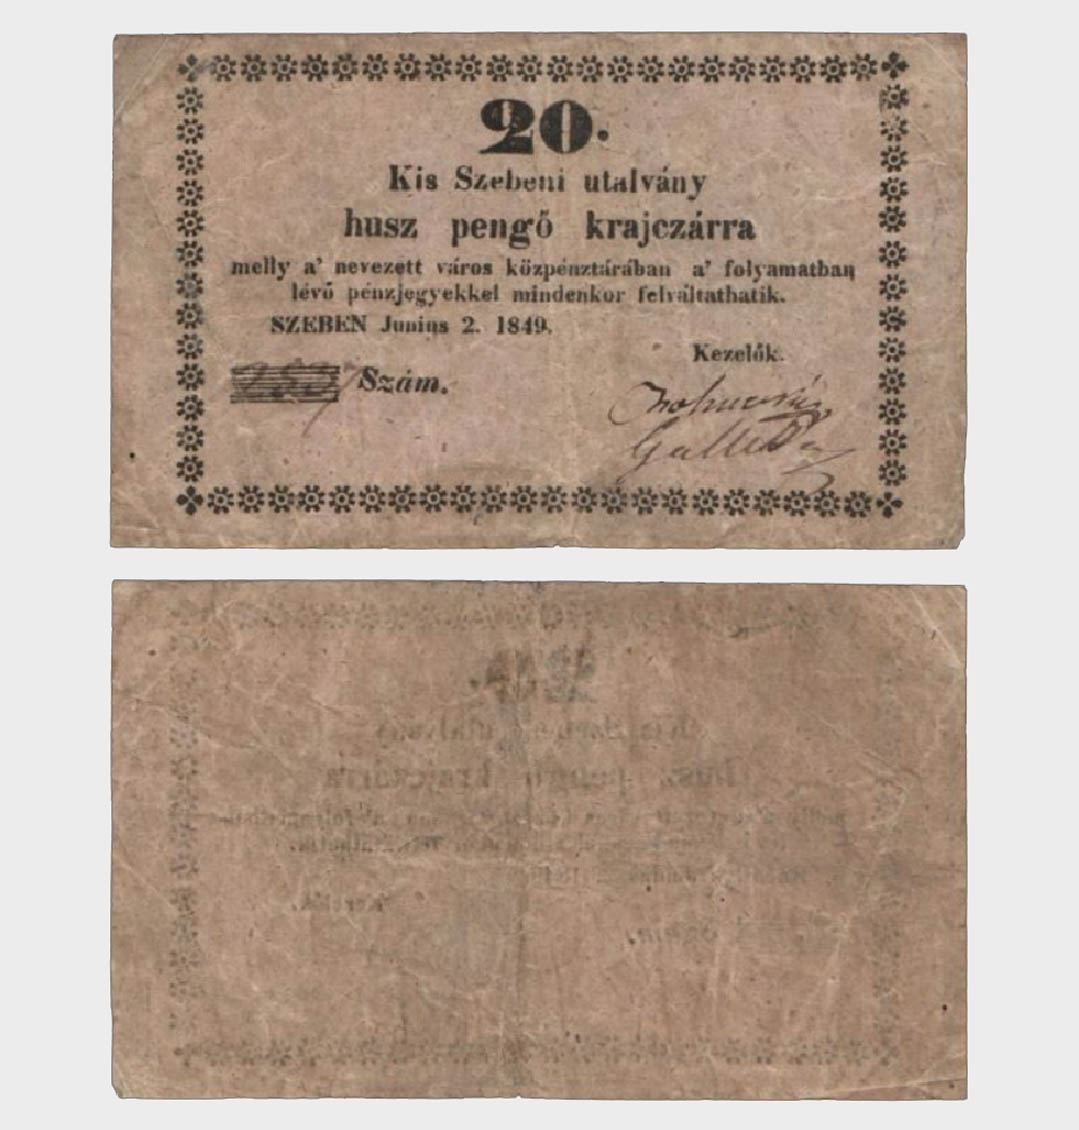 20.
Kis Szebeni utalvány
husz pengő krajczárra
melly a' nevezett város közpénztárában a' folyamatban
lévő pénzjegyekkel mindenkor felváltathatik.
SZEBEN Junius 2. 1849.
Kezelők.
Szám.